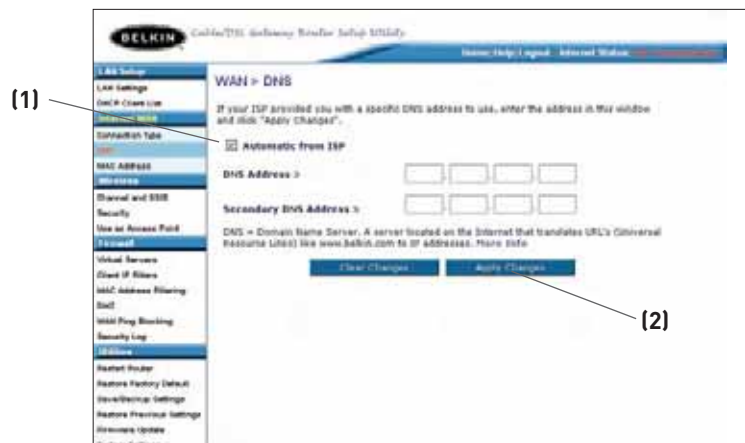 BELKIN Cable/DSL Gateway Router Setup Utility
Home|Help|Logout Internet Status:
LAN Setup
LAN Settings
DHCP Client List
Internet WAN
Connection Type
DNS
MAC Address
Wireless
Channel and SSID
Security
Use as Access Point
Firewall
Virtual Servers
Client IP Filters
MAC Address Filtering
DMZ
WAN Ping Blocking
Security Log
Utilities
Restart Router
Restore Factory Default
Save/Backup Settings
Restore Previous Settings
Firmware Update
WAN > DNS
If your ISP provided you with a specific DNS address to use, enter the address in this window
and click "Apply Changes".
(1)
Automatic from ISP
DNS Address >
Secondary DNS Address >
DNS = Domain Name Server. A server located on the Internet that translates URL's (Universal
Resource Links) like www.belkin.com to IP addresses. More Info
Clear Changes Apply Changes
(2)